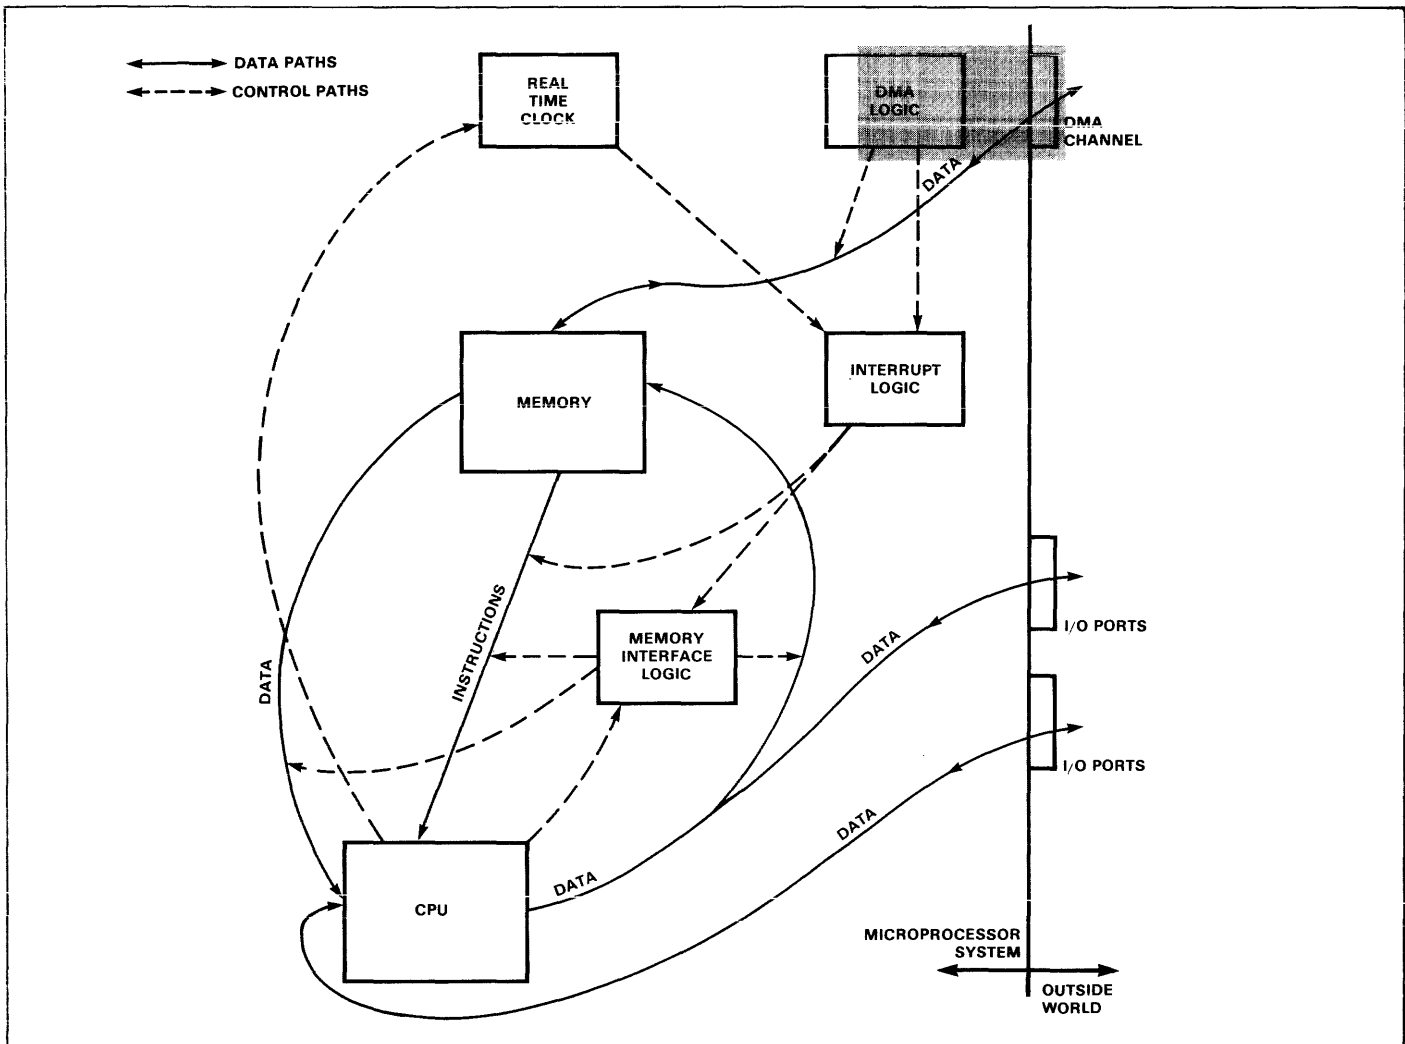 DATA PATHS
CONTROL PATHS
REAL
TIME
CLOCK
DMA
LOGIC
DMA
CHANNEL
DATA
MEMORY
INTERRUPT
LOGIC
INSTRUCTIONS
MEMORY
INTERFACE
LOGIC
DATA
DATA
I/O PORTS
DATA
I/O PORTS
CPU
DATA
MICROPROCESSOR
SYSTEM
OUTSIDE
WORLD